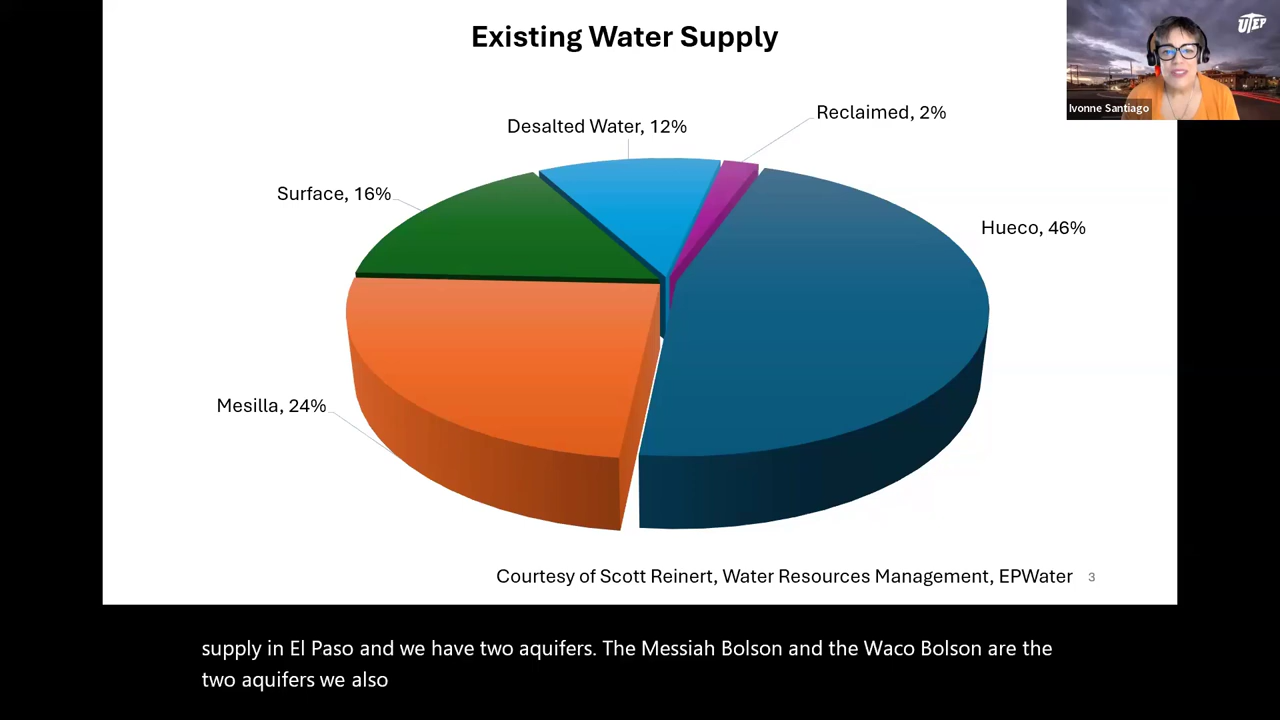 Existing Water Supply
UTEP
Ivonne Santiago
Reclaimed, 2%
Desalted Water, 12%
Surface, 16%
Hueco, 46%
Mesilla, 24%
Courtesy of Scott Reinert, Water Resources Management, EPWater 3
supply in El Paso and we have two aquifers. The Messiah Bolson and the Waco Bolson are the
two aquifers we also